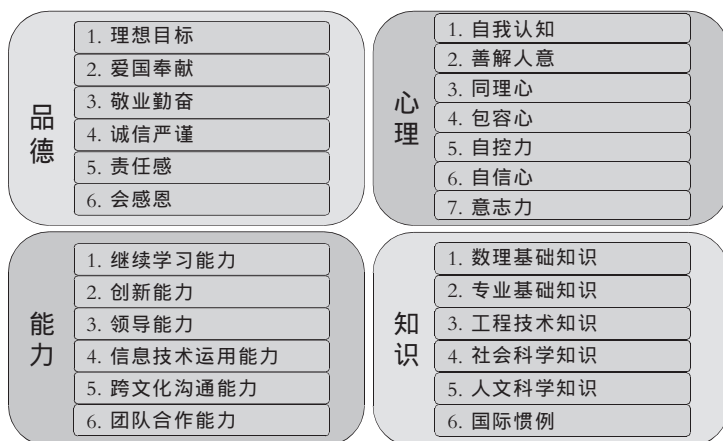 品德
1. 理想目标
2. 爱国奉献
3. 敬业勤奋
4. 诚信严谨
5. 责任感
6. 会感恩
心理
1. 自我认知
2. 善解人意
3. 同理心
4. 包容心
5. 自控力
6. 自信心
7. 意志力
能力
1. 继续学习能力
2. 创新能力
3. 领导能力
4. 信息技术运用能力
5. 跨文化沟通能力
6. 团队合作能力
知识
1. 数理基础知识
2. 专业基础知识
3. 工程技术知识
4. 社会科学知识
5. 人文科学知识
6. 国际惯例